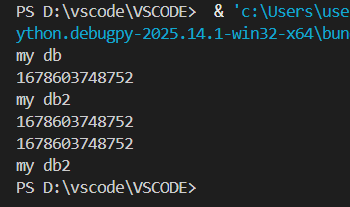 PS D:\vscode\VSCODE>  & 'c:\Users\use
ython.debugpy-2025.14.1-win32-x64\bun
my db
1678603748752
my db2
1678603748752
1678603748752
my db2
PS D:\vscode\VSCODE>